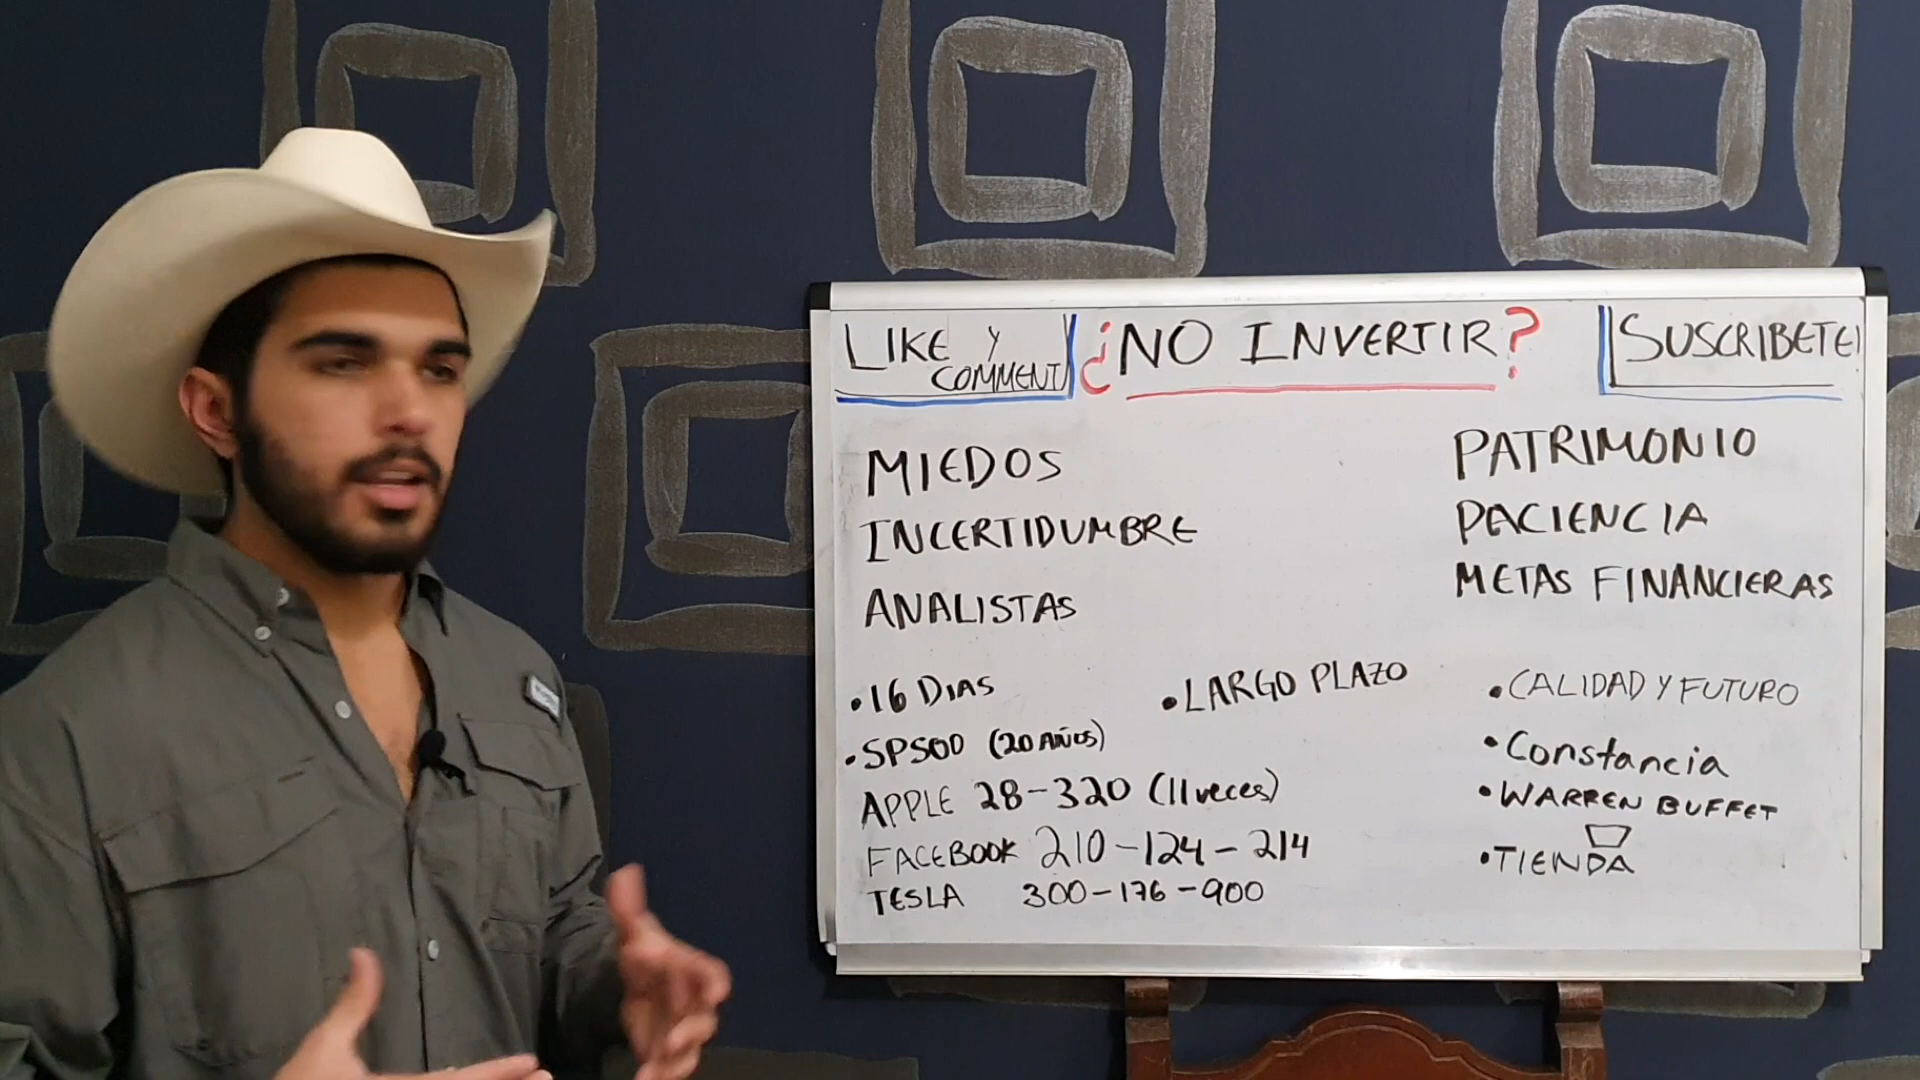 LIKE Y
COMMENT
¿NO INVERTIR?
SUSCRIBETE
MIEDOS
INCERTIDUMBRE
ANALISTAS
PATRIMONIO
PACIENCIA
METAS FINANCIERAS
•16 DIAS
•SP500 (20 AÑOS)
APPLE 28-320 (11 veces)
FACEBOOK 210-124-214
TESLA 300-176-900
•LARGO PLAZO
•CALIDAD Y FUTURO
•Constancia
•WARREN BUFFET
•TIENDA